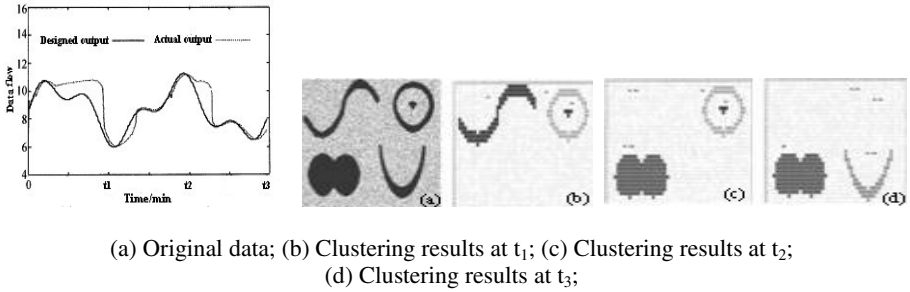 16
14
Designed output Actual output
12
10
8
6
4
Data flow
0 t1 t2 t3
Time/min
(a) (b) (c) (d)
(a) Original data; (b) Clustering results at t1; (c) Clustering results at t2;
(d) Clustering results at t3;